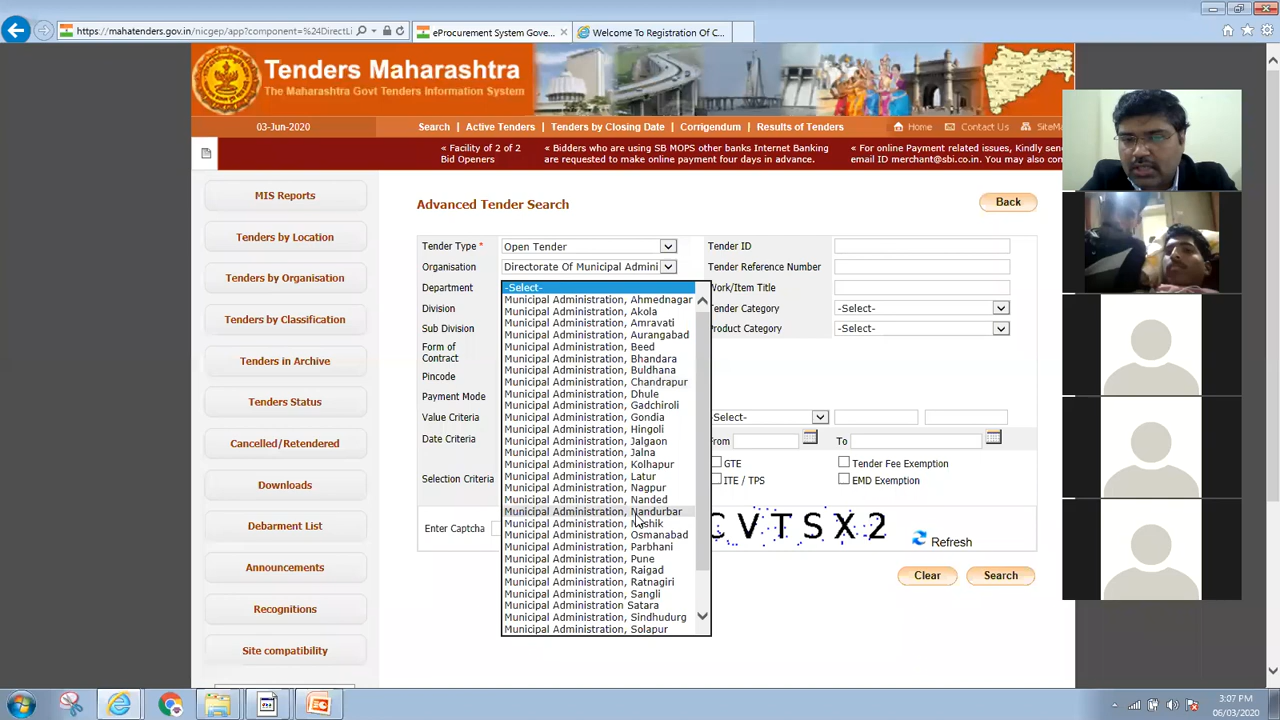 https://mahatenders.gov.in/nicgep/app?component=%24DirectLi
eProcurement System Gove...
Welcome To Registration Of C...
Tenders Maharashtra
The Maharashtra Govt Tenders Information System
03-Jun-2020
Search | Active Tenders | Tenders by Closing Date | Corrigendum | Results of Tenders
Home
Contact Us
SiteMa
« Facility of 2 of 2
Bid Openers
« Bidders who are using SB MOPS other banks Internet Banking
are requested to make online payment four days in advance.
« For online Payment related issues, Kindly send
email ID merchant@sbi.co.in. You may also con
MIS Reports
Tenders by Location
Tenders by Organisation
Tenders by Classification
Tenders in Archive
Tenders Status
Cancelled/Retendered
Downloads
Debarment List
Announcements
Recognitions
Site compatibility
Advanced Tender Search
Back
Tender Type * Open Tender
Tender ID
Organisation Directorate Of Municipal Admini
Tender Reference Number
Department -Select-
Work/Item Title
Division
Tender Category -Select-
Sub Division
Product Category -Select-
Form of
Contract
Pincode
Payment Mode
Value Criteria
-Select-
Date Criteria
From
To
Selection Criteria
GTE
Tender Fee Exemption
ITE / TPS
EMD Exemption
Enter Captcha
CVTSX2
Refresh
Clear
Search
Municipal Administration, Ahmednagar
Municipal Administration, Akola
Municipal Administration, Amravati
Municipal Administration, Aurangabad
Municipal Administration, Beed
Municipal Administration, Bhandara
Municipal Administration, Buldhana
Municipal Administration, Chandrapur
Municipal Administration, Dhule
Municipal Administration, Gadchiroli
Municipal Administration, Gondia
Municipal Administration, Hingoli
Municipal Administration, Jalgaon
Municipal Administration, Jalna
Municipal Administration, Kolhapur
Municipal Administration, Latur
Municipal Administration, Nagpur
Municipal Administration, Nanded
Municipal Administration, Nandurbar
Municipal Administration, Nashik
Municipal Administration, Osmanabad
Municipal Administration, Parbhani
Municipal Administration, Pune
Municipal Administration, Raigad
Municipal Administration, Ratnagiri
Municipal Administration, Sangli
Municipal Administration Satara
Municipal Administration, Sindhudurg
Municipal Administration, Solapur
3:07 PM
06/03/2020